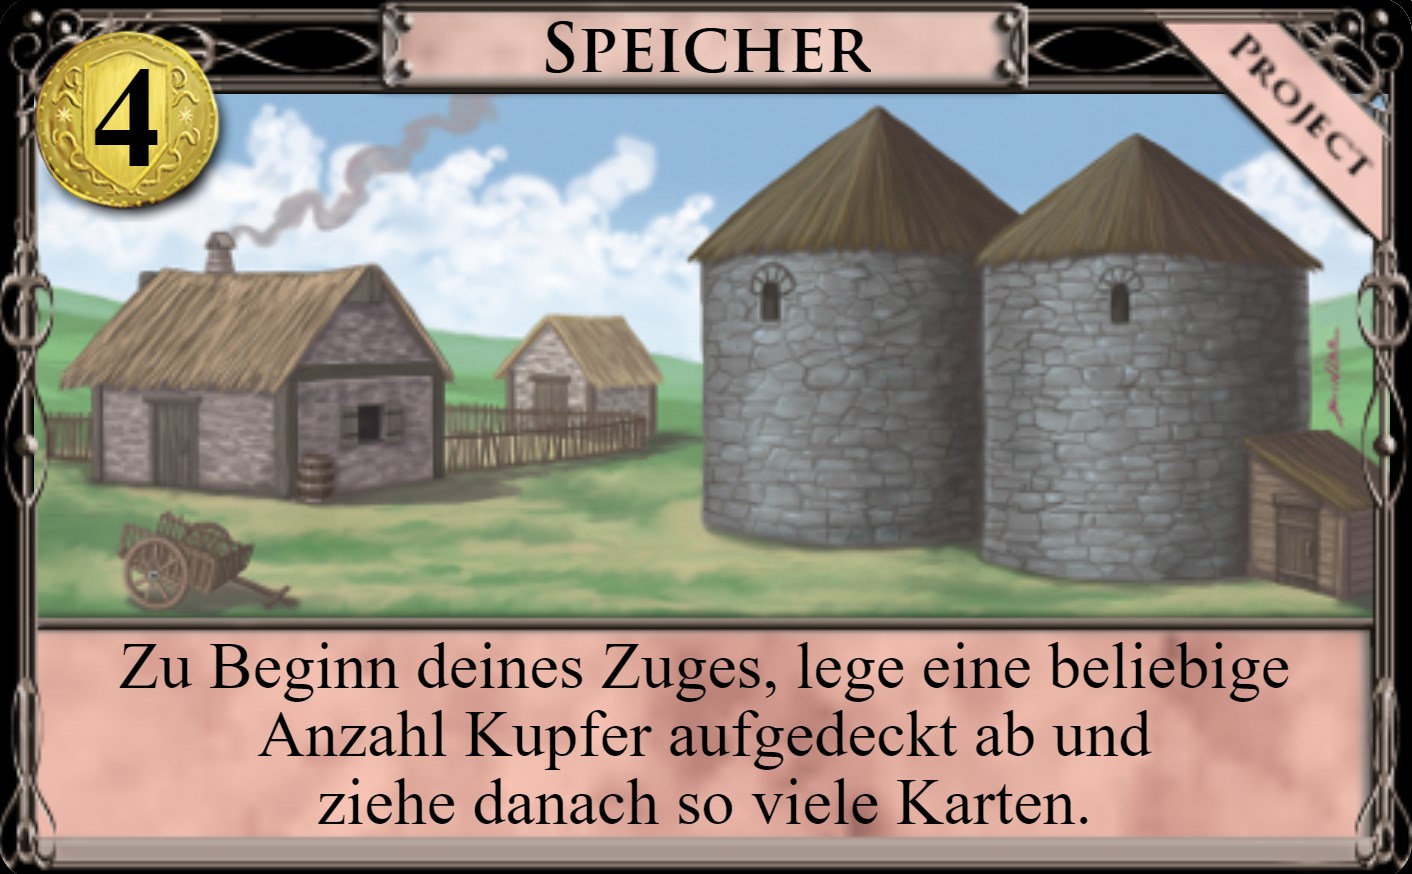 Speicher
4
Project
Zu Beginn deines Zuges, lege eine beliebige
Anzahl Kupfer aufgedeckt ab und
ziehe danach so viele Karten.